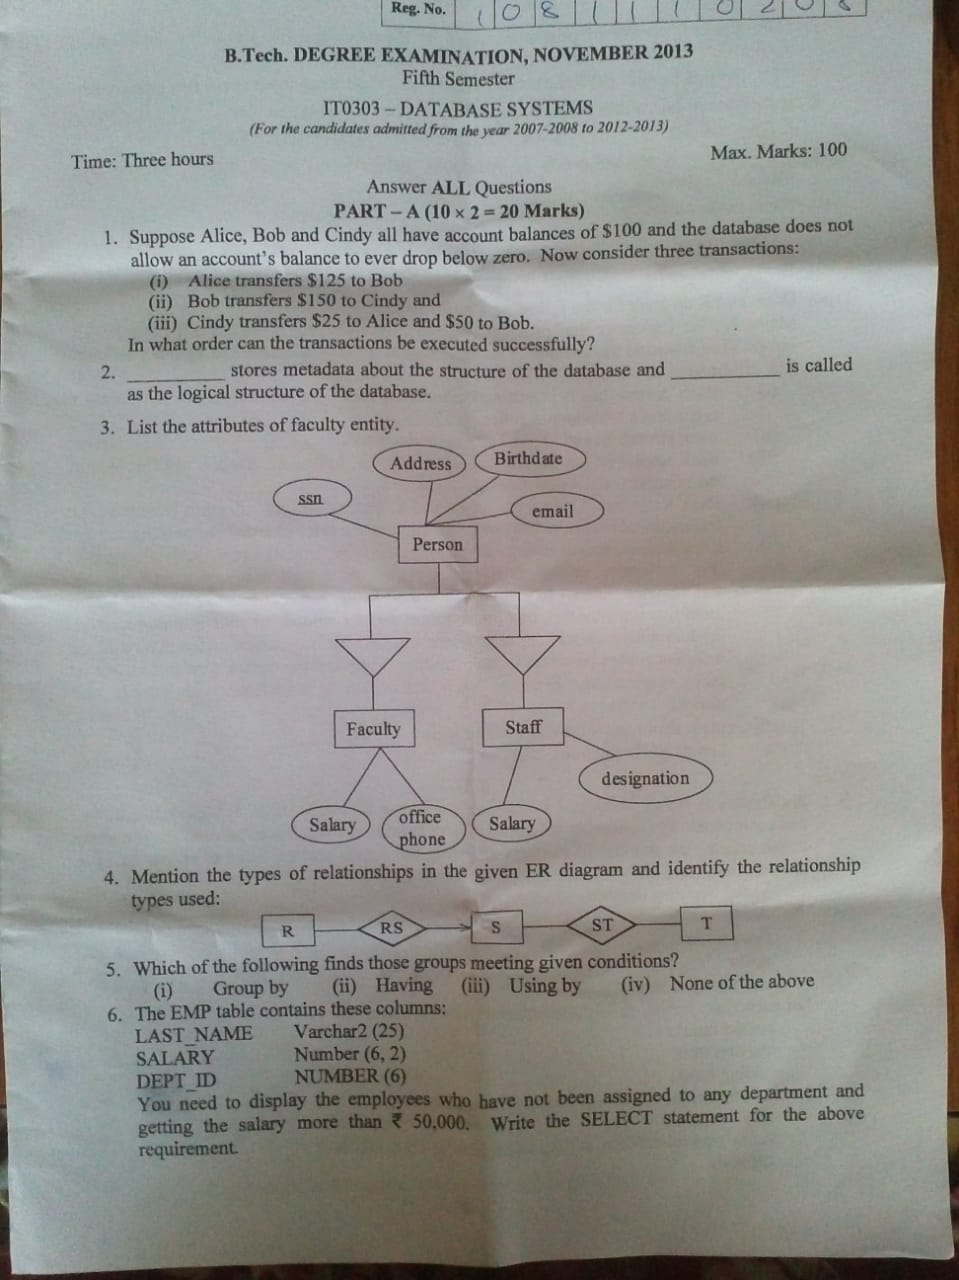 Reg. No. 1 0 8 1 1 1 0 2 0 8
B.Tech. DEGREE EXAMINATION, NOVEMBER 2013
Fifth Semester
IT0303 – DATABASE SYSTEMS
(For the candidates admitted from the year 2007-2008 to 2012-2013)
Time: Three hours Max. Marks: 100
Answer ALL Questions
PART – A (10 × 2 = 20 Marks)
1. Suppose Alice, Bob and Cindy all have account balances of $100 and the database does not
allow an account's balance to ever drop below zero. Now consider three transactions:
(i) Alice transfers $125 to Bob
(ii) Bob transfers $150 to Cindy and
(iii) Cindy transfers $25 to Alice and $50 to Bob.
In what order can the transactions be executed successfully?
2. __________ stores metadata about the structure of the database and __________ is called
as the logical structure of the database.
3. List the attributes of faculty entity.
Address Birthdate
ssn
email
Person
Faculty Staff
designation
Salary office phone Salary
4. Mention the types of relationships in the given ER diagram and identify the relationship
types used:
R RS S ST T
5. Which of the following finds those groups meeting given conditions?
(i) Group by (ii) Having (iii) Using by (iv) None of the above
6. The EMP table contains these columns:
LAST_NAME Varchar2 (25)
SALARY Number (6, 2)
DEPT_ID NUMBER (6)
You need to display the employees who have not been assigned to any department and
getting the salary more than ₹ 50,000. Write the SELECT statement for the above
requirement.